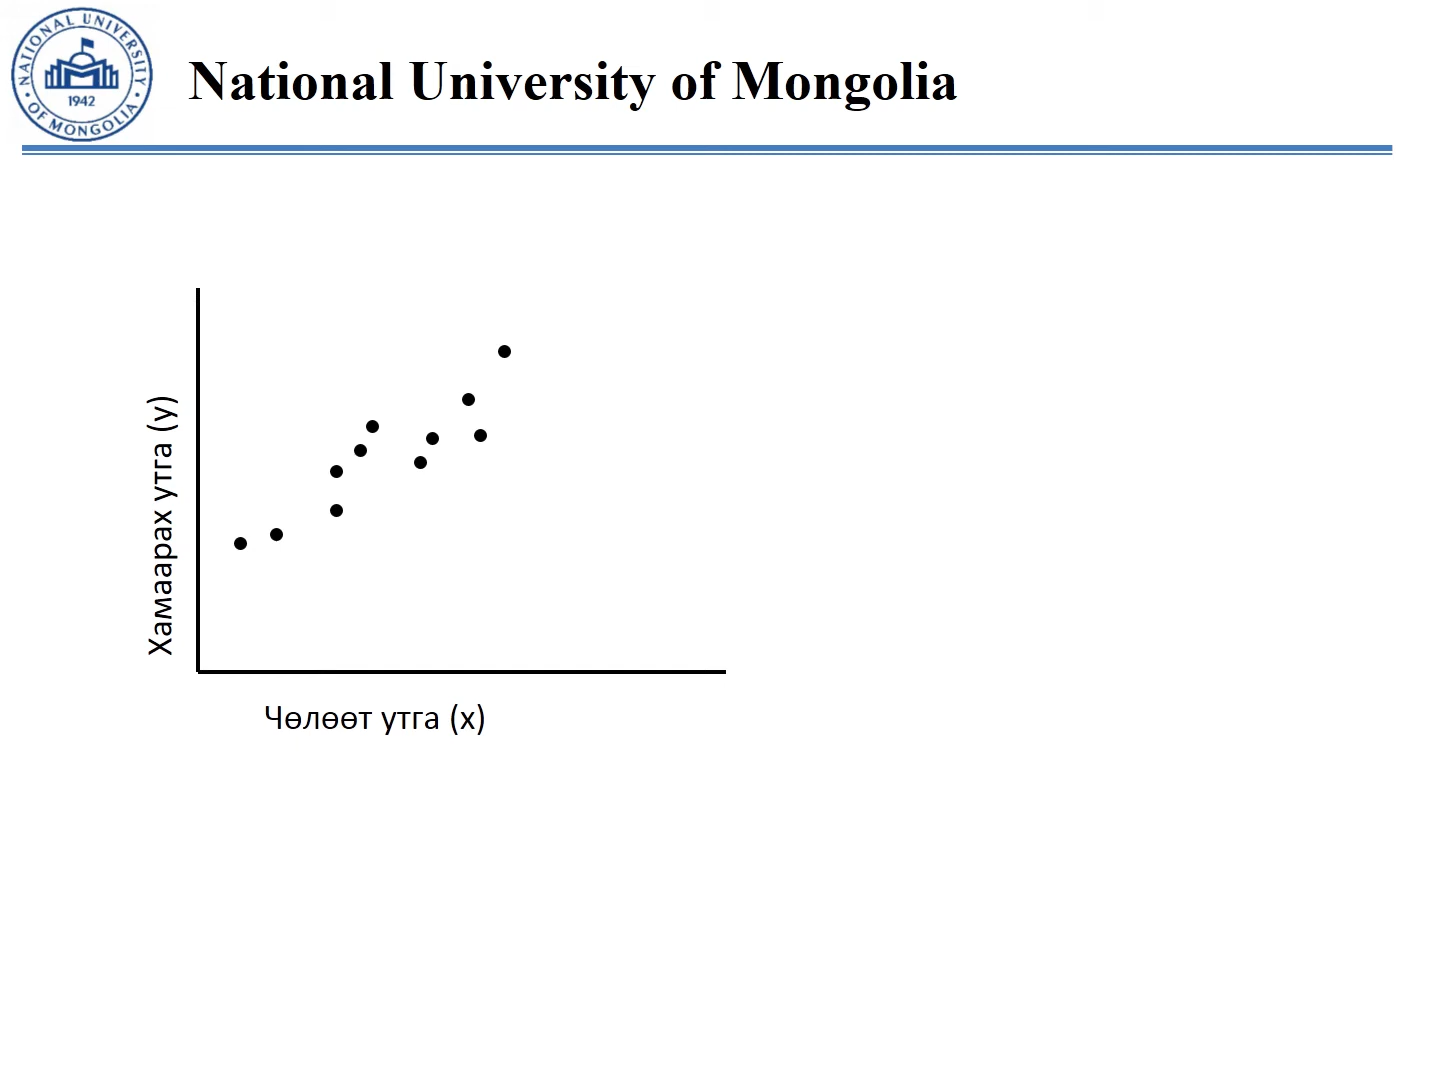 NATIONAL UNIVERSITY
OF MONGOLIA
1942
National University of Mongolia
Хамаарах утга (у)
Чөлөөт утга (х)